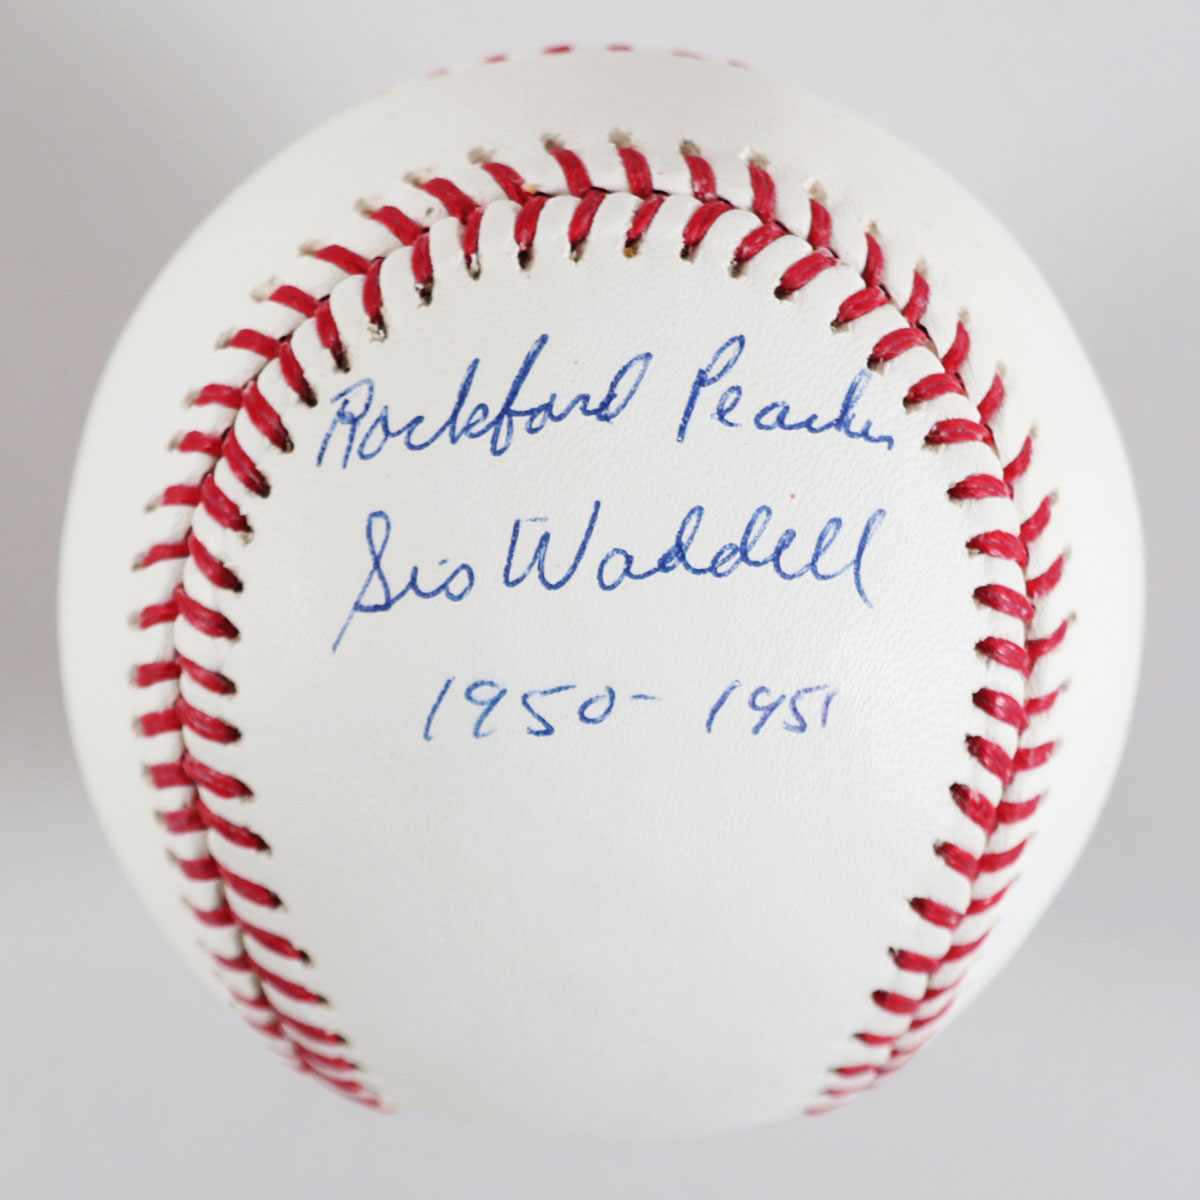 Rockford Peaches
Sis Waddell
1950 - 1951